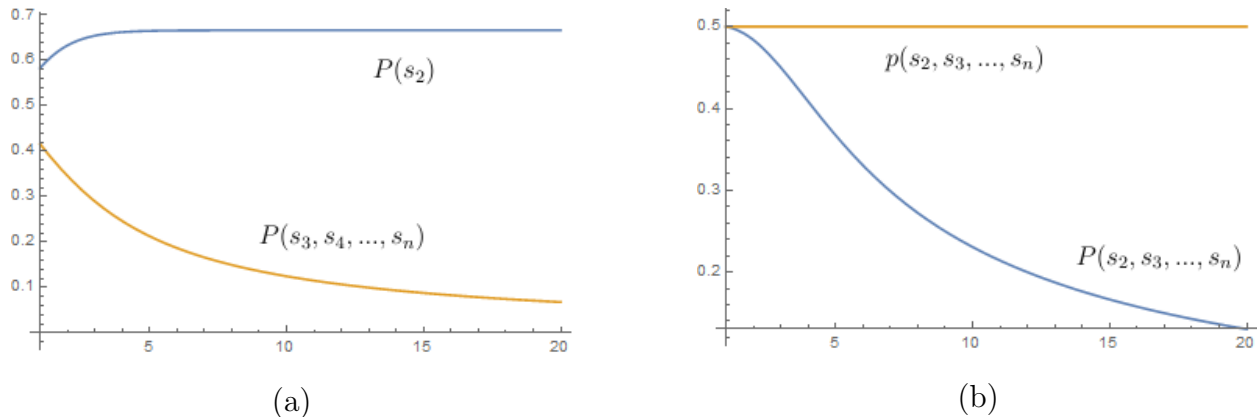 0.7
0.6
0.5
0.4
0.3
0.2
0.1
5 10 15 20
P(s₂)
P(s₃, s₄, ..., sₙ)
(a)
0.5
0.4
0.3
0.2
5 10 15 20
p(s₂, s₃, ..., sₙ)
P(s₂, s₃, ..., sₙ)
(b)